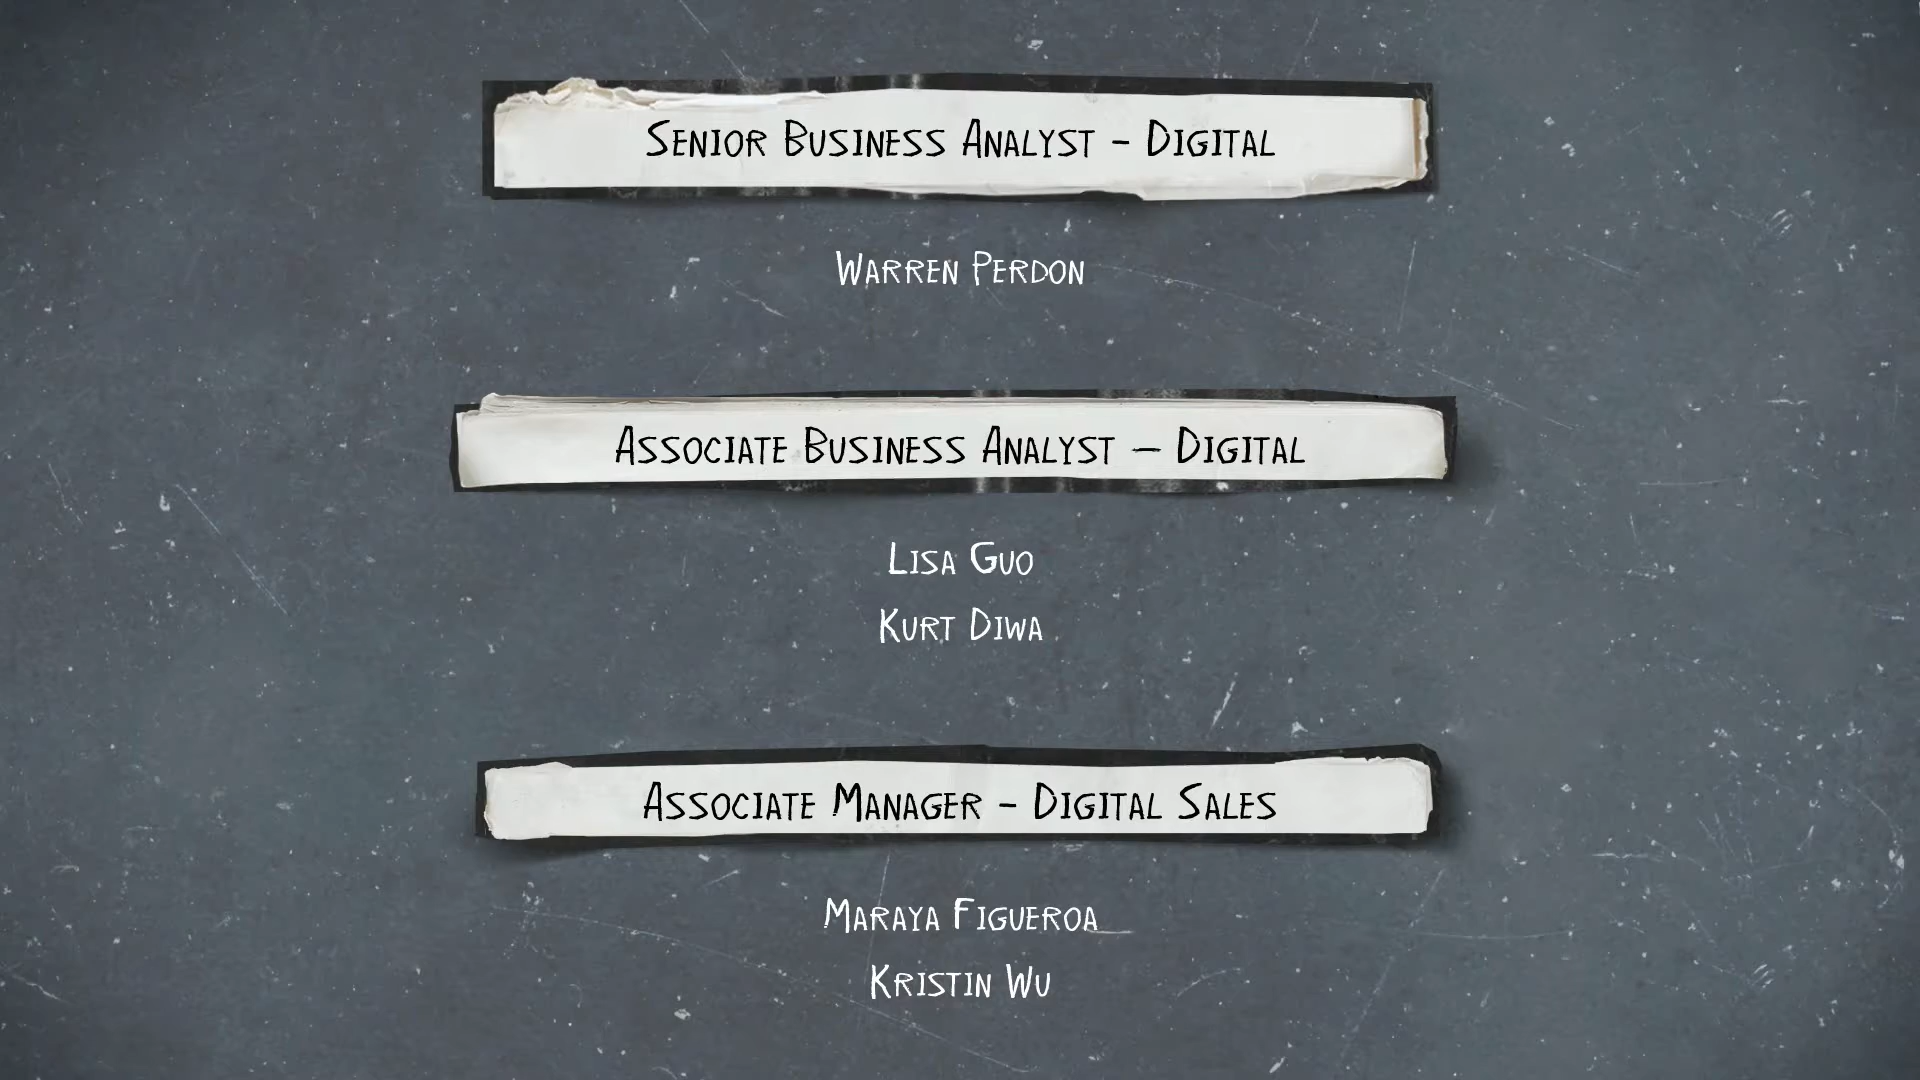 Senior Business Analyst - Digital
Warren Perdon
Associate Business Analyst – Digital
Lisa Guo
Kurt Diwa
Associate Manager - Digital Sales
Maraya Figueroa
Kristin Wu